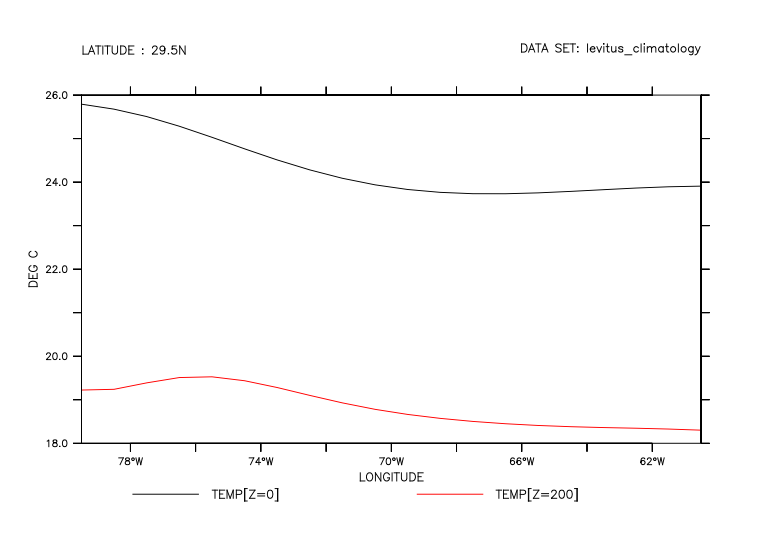 LATITUDE : 29.5N
DATA SET: levitus_climatology
26.0
24.0
22.0
20.0
18.0
DEG C
78°W 74°W 70°W 66°W 62°W
LONGITUDE
TEMP[Z=0] TEMP[Z=200]